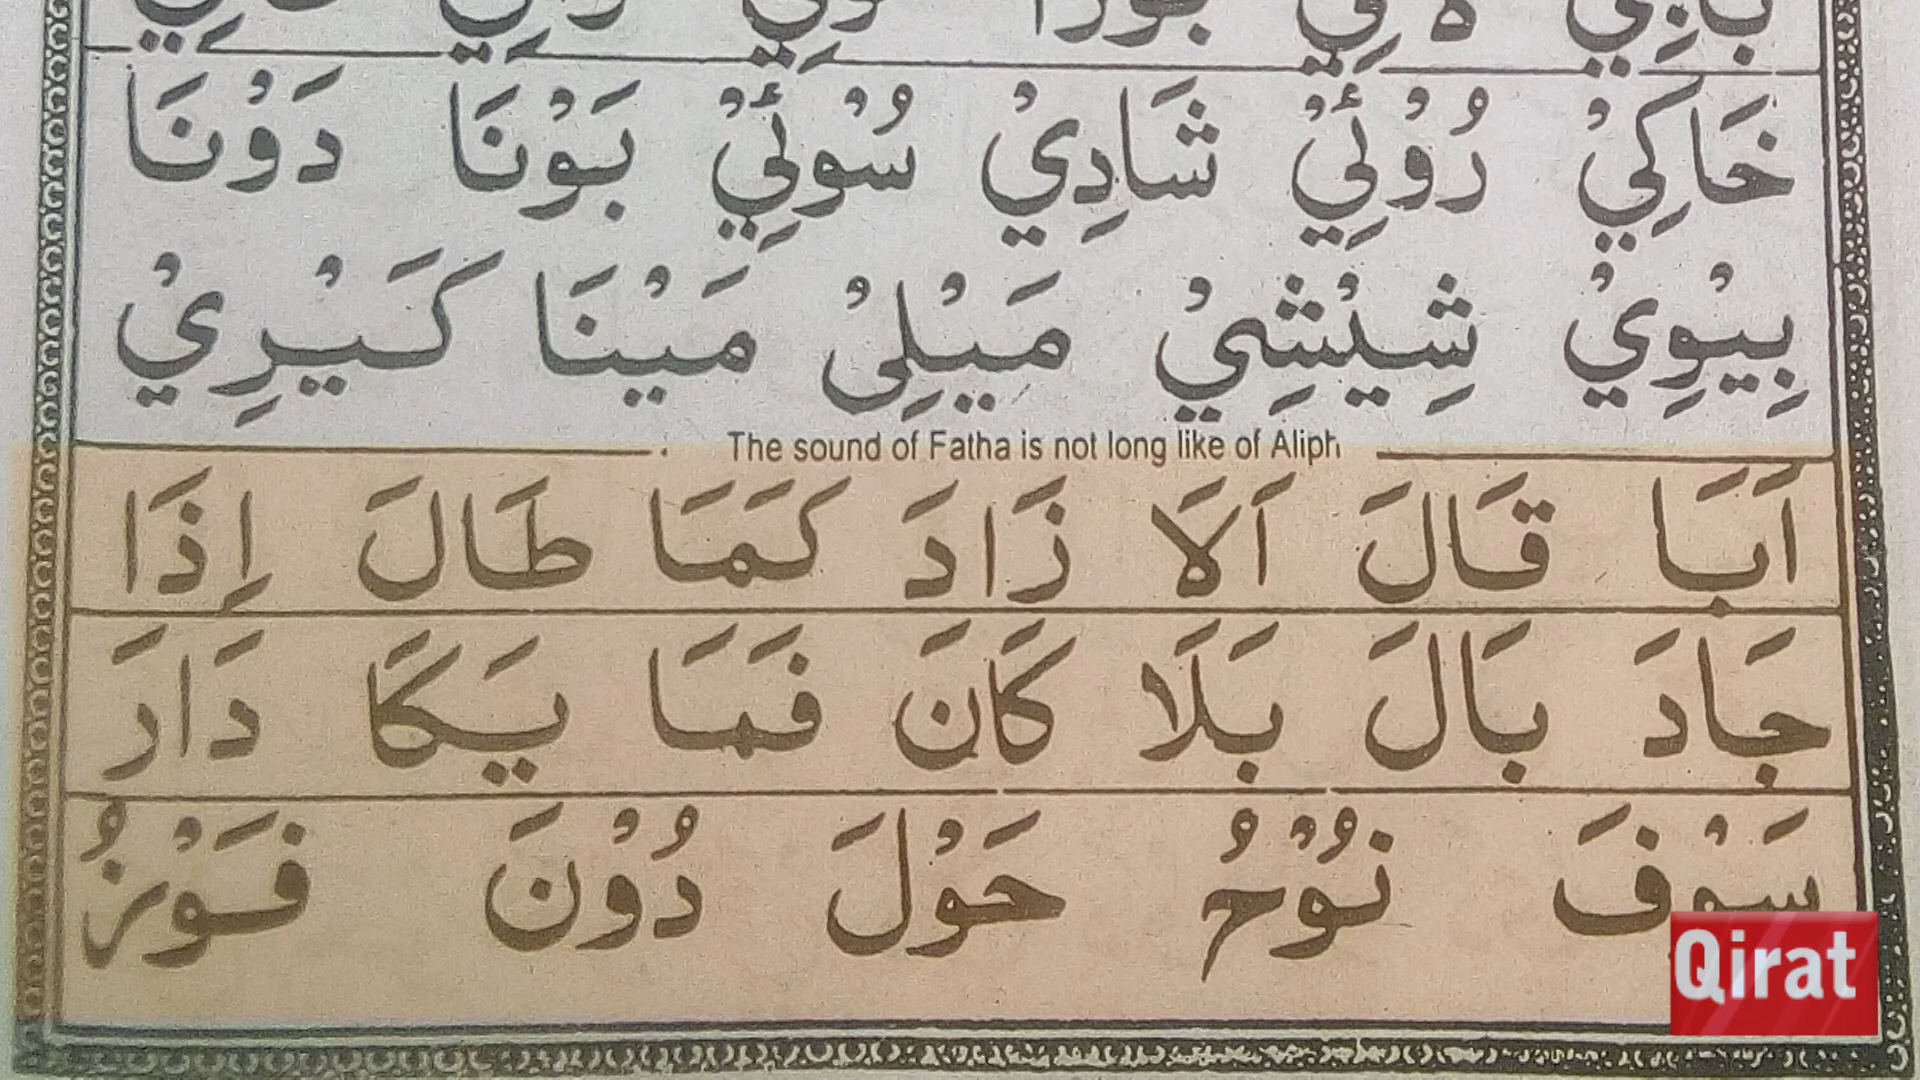 خَاكِيْ رُوْئِيْ شَادِيْ سُوْئِيْ بَوْنَا دَوْنَا
بِيْوِيْ شِيْشِيْ مَيْلِيْ مَيْنَا كَيْرِيْ
The sound of Fatha is not long like of Aliph
اَبَا قَالَ اَلَا زَادَ كَمَا طَالَ اِذَا
جَادَ بَالَ بَلَا كَانَ فَمَا يَكَا دَارَ
سَوْفَ نُوْحُ حَوْلَ دُوْنَ فَوْزُ
Qirat